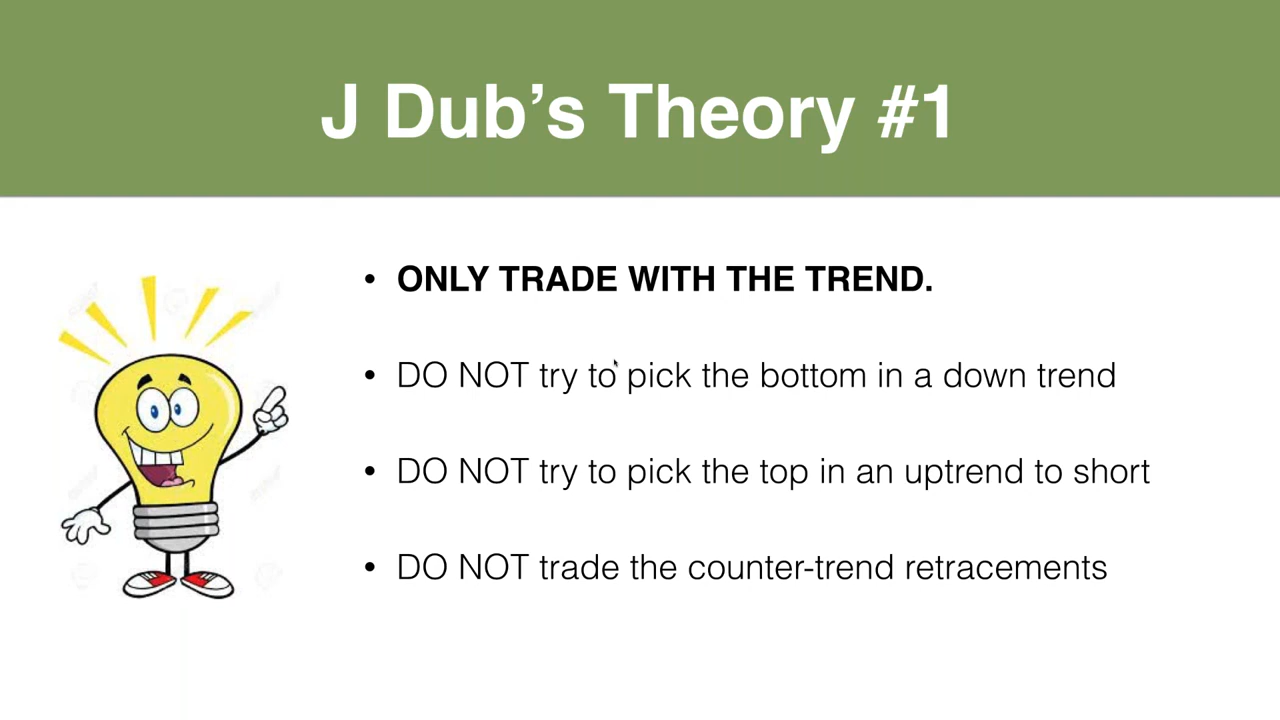 J Dub’s Theory #1
• ONLY TRADE WITH THE TREND.
• DO NOT try to pick the bottom in a down trend
• DO NOT try to pick the top in an uptrend to short
• DO NOT trade the counter-trend retracements